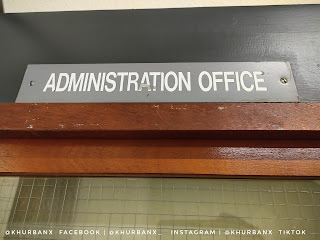 ADMINISTRATION OFFICE
@KHURBANX FACEBOOK | @KHURBANX_ INSTAGRAM | @KHURBANX TIKTOK